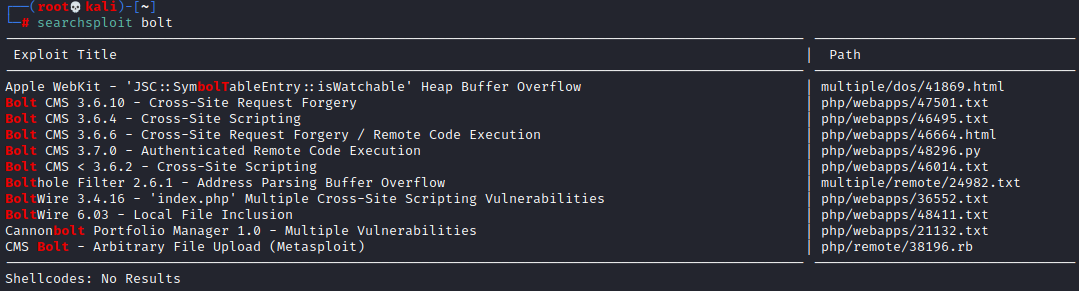 ┌──(root💀kali)-[~]
└─# searchsploit bolt
Exploit Title | Path
Apple WebKit - 'JSC::SymbolTableEntry::isWatchable' Heap Buffer Overflow | multiple/dos/41869.html
Bolt CMS 3.6.10 - Cross-Site Request Forgery | php/webapps/47501.txt
Bolt CMS 3.6.4 - Cross-Site Scripting | php/webapps/46495.txt
Bolt CMS 3.6.6 - Cross-Site Request Forgery / Remote Code Execution | php/webapps/46664.html
Bolt CMS 3.7.0 - Authenticated Remote Code Execution | php/webapps/48296.py
Bolt CMS < 3.6.2 - Cross-Site Scripting | php/webapps/46014.txt
Bolthole Filter 2.6.1 - Address Parsing Buffer Overflow | multiple/remote/24982.txt
BoltWire 3.4.16 - 'index.php' Multiple Cross-Site Scripting Vulnerabilities | php/webapps/36552.txt
BoltWire 6.03 - Local File Inclusion | php/webapps/48411.txt
Cannonbolt Portfolio Manager 1.0 - Multiple Vulnerabilities | php/webapps/21132.txt
CMS Bolt - Arbitrary File Upload (Metasploit) | php/remote/38196.rb
Shellcodes: No Results